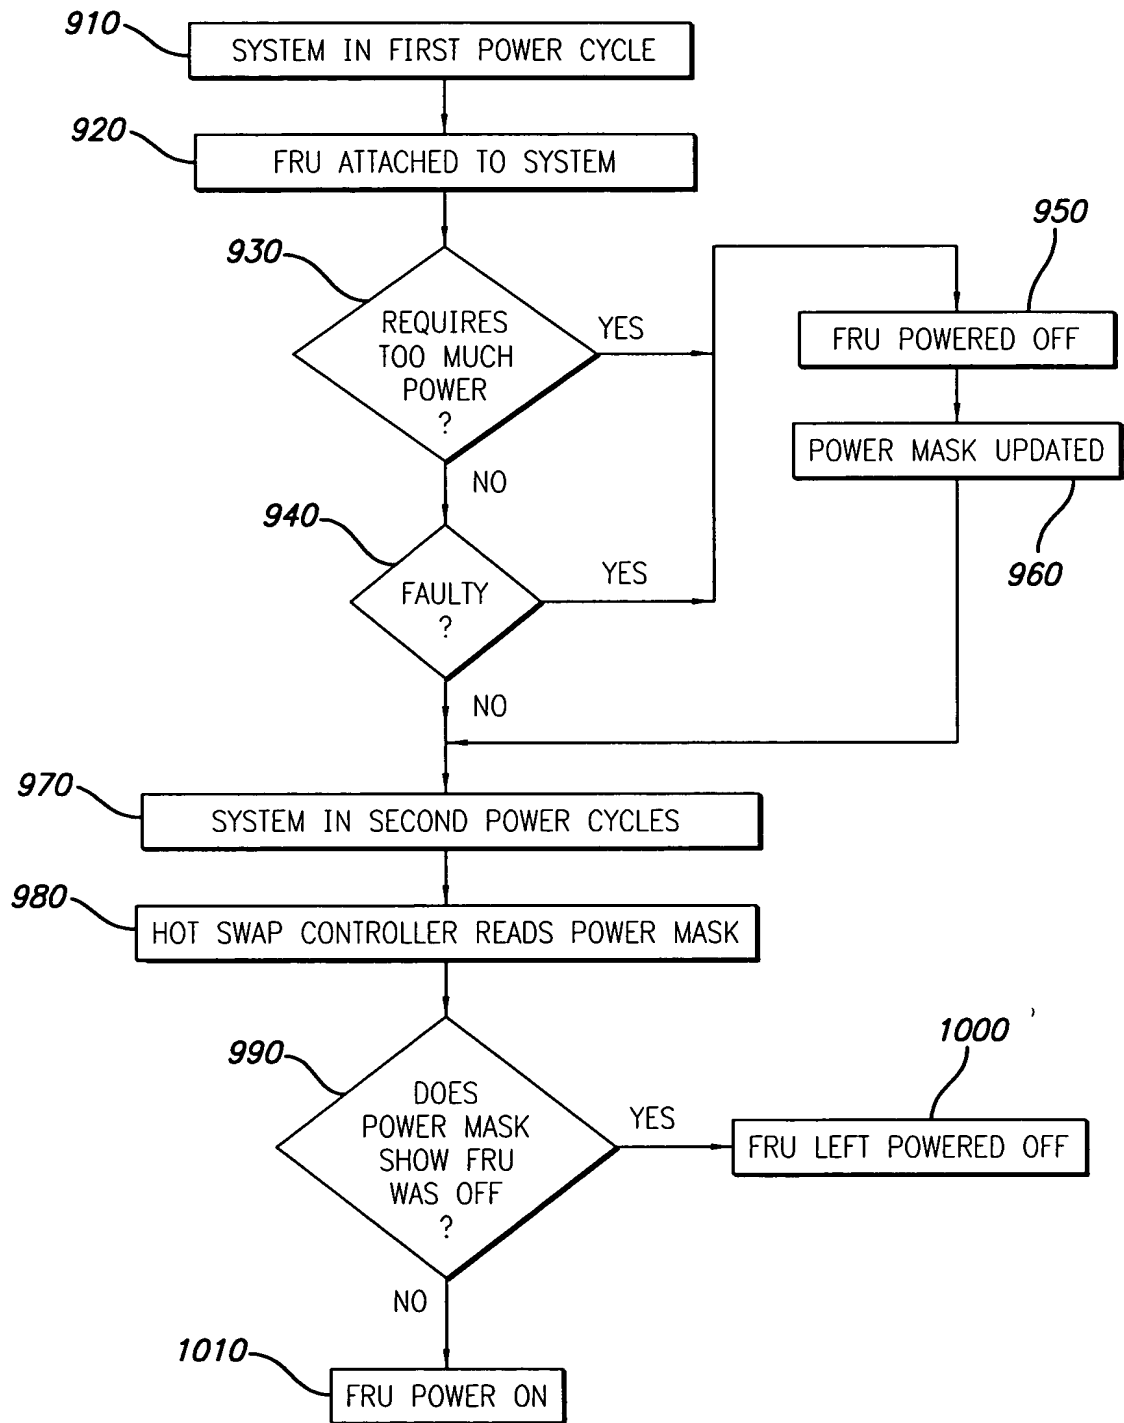 910
SYSTEM IN FIRST POWER CYCLE
920
FRU ATTACHED TO SYSTEM
930
REQUIRES
TOO MUCH
POWER
?
YES
NO
940
FAULTY
?
YES
NO
950
FRU POWERED OFF
POWER MASK UPDATED
960
970
SYSTEM IN SECOND POWER CYCLES
980
HOT SWAP CONTROLLER READS POWER MASK
990
DOES
POWER MASK
SHOW FRU
WAS OFF
?
YES
1000
FRU LEFT POWERED OFF
NO
1010
FRU POWER ON